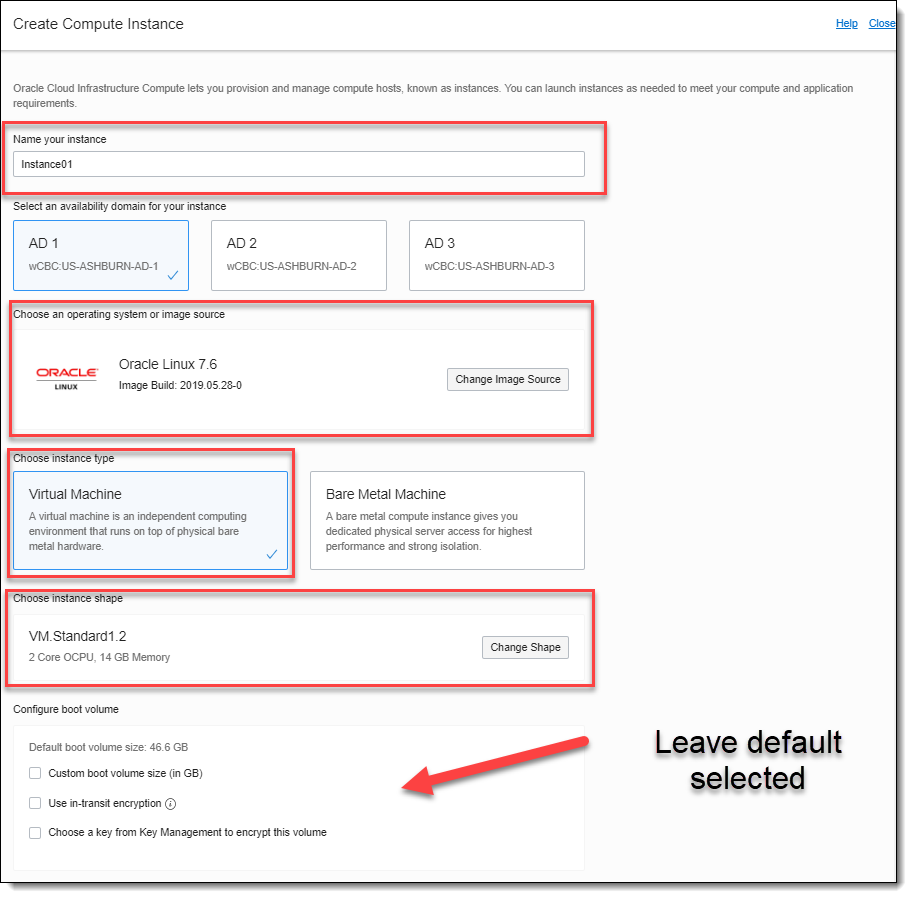 Create Compute Instance
Help Close
Oracle Cloud Infrastructure Compute lets you provision and manage compute hosts, known as instances. You can launch instances as needed to meet your compute and application
requirements.
Name your instance
Instance01
Select an availability domain for your instance
AD 1 AD 2 AD 3
wCBC:US-ASHBURN-AD-1 wCBC:US-ASHBURN-AD-2 wCBC:US-ASHBURN-AD-3
Choose an operating system or image source
ORACLE
LINUX
Oracle Linux 7.6
Image Build: 2019.05.28-0
Change Image Source
Choose instance type
Virtual Machine
A virtual machine is an independent computing
environment that runs on top of physical bare
metal hardware.
Bare Metal Machine
A bare metal compute instance gives you
dedicated physical server access for highest
performance and strong isolation.
Choose instance shape
VM.Standard1.2
2 Core OCPU, 14 GB Memory
Change Shape
Configure boot volume
Default boot volume size: 46.6 GB
Custom boot volume size (in GB)
Use in-transit encryption i
Choose a key from Key Management to encrypt this volume
Leave default
selected